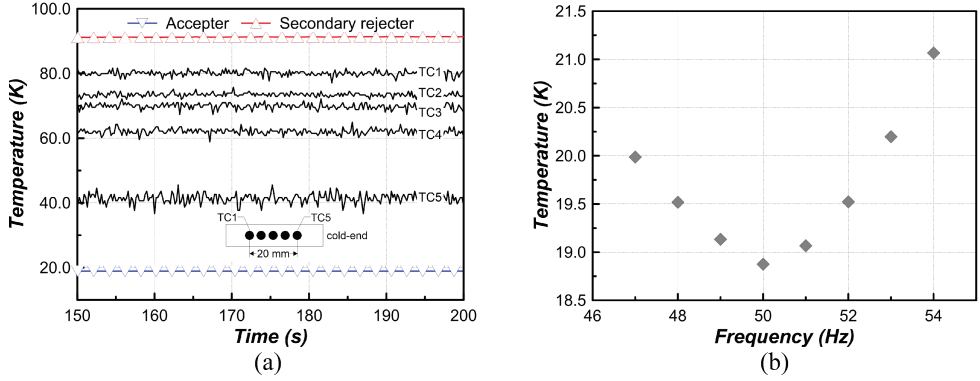 100.0
80.0
60.0
40.0
20.0
Temperature (K)
Accepter
Secondary rejecter
TC1
TC2
TC3
TC4
TC5
TC1
TC5
cold-end
20 mm
150 160 170 180 190 200
Time (s)
(a)
21.5
21.0
20.5
20.0
19.5
19.0
18.5
Temperature (K)
46 48 50 52 54
Frequency (Hz)
(b)